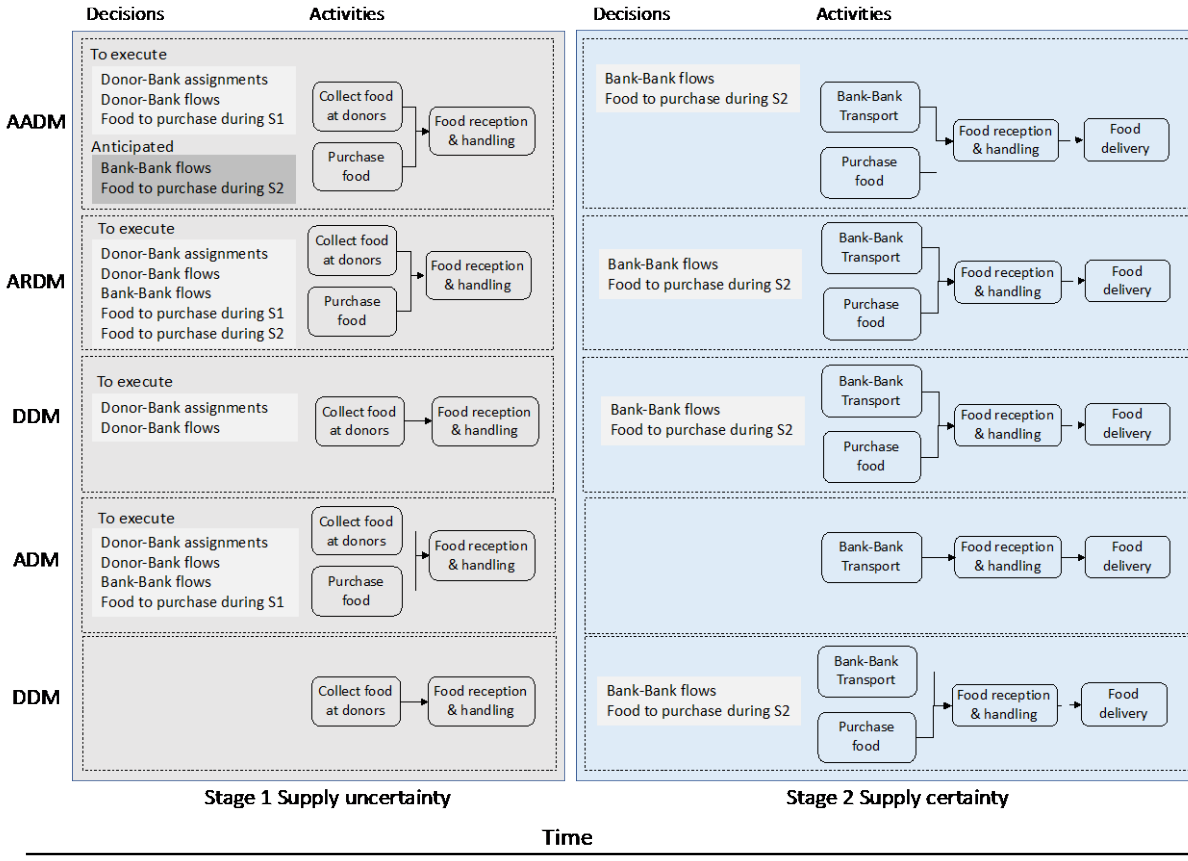 Decisions
Activities
Decisions
Activities
AADM
To execute
Donor-Bank assignments
Donor-Bank flows
Food to purchase during S1
Anticipated
Bank-Bank flows
Food to purchase during S2
Collect food
at donors
Purchase
food
Food reception
& handling
Bank-Bank flows
Food to purchase during S2
Bank-Bank
Transport
Purchase
food
Food reception
& handling
Food
delivery
ARDM
To execute
Donor-Bank assignments
Donor-Bank flows
Bank-Bank flows
Food to purchase during S1
Food to purchase during S2
Collect food
at donors
Purchase
food
Food reception
& handling
Bank-Bank flows
Food to purchase during S2
Bank-Bank
Transport
Purchase
food
Food reception
& handling
Food
delivery
DDM
To execute
Donor-Bank assignments
Donor-Bank flows
Collect food
at donors
Food reception
& handling
Bank-Bank flows
Food to purchase during S2
Bank-Bank
Transport
Purchase
food
Food reception
& handling
Food
delivery
ADM
To execute
Donor-Bank assignments
Donor-Bank flows
Bank-Bank flows
Food to purchase during S1
Collect food
at donors
Purchase
food
Food reception
& handling
Bank-Bank
Transport
Food reception
& handling
Food
delivery
DDM
Collect food
at donors
Food reception
& handling
Bank-Bank flows
Food to purchase during S2
Bank-Bank
Transport
Purchase
food
Food reception
& handling
Food
delivery
Stage 1 Supply uncertainty
Stage 2 Supply certainty
Time